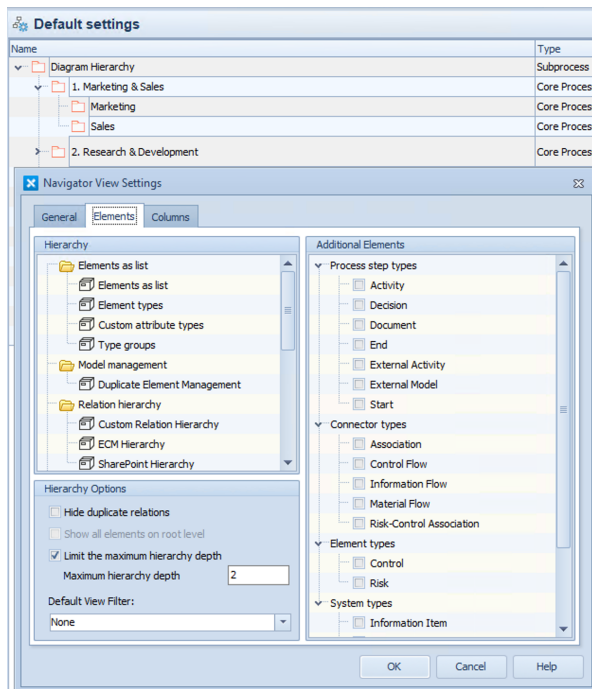 Default settings
Name Type
Diagram Hierarchy Subprocess
1. Marketing & Sales Core Proces
Marketing Core Proces
Sales Core Proces
2. Research & Development Core Proces
Navigator View Settings
General Elements Columns
Hierarchy
Elements as list
Elements as list
Element types
Custom attribute types
Type groups
Model management
Duplicate Element Management
Relation hierarchy
Custom Relation Hierarchy
ECM Hierarchy
SharePoint Hierarchy
Hierarchy Options
Hide duplicate relations
Show all elements on root level
Limit the maximum hierarchy depth
Maximum hierarchy depth 2
Default View Filter:
None
Additional Elements
Process step types
Activity
Decision
Document
End
External Activity
External Model
Start
Connector types
Association
Control Flow
Information Flow
Material Flow
Risk-Control Association
Element types
Control
Risk
System types
Information Item
OK Cancel Help